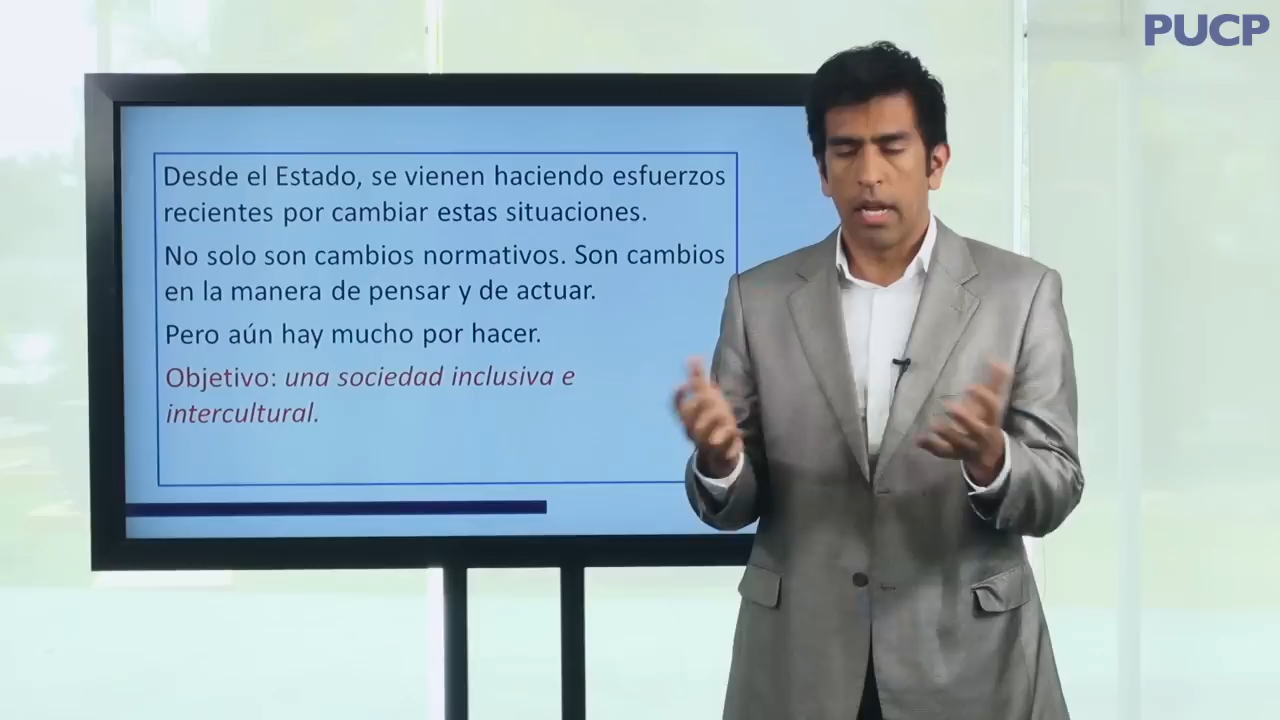 PUCP
Desde el Estado, se vienen haciendo esfuerzos
recientes por cambiar estas situaciones.
No solo son cambios normativos. Son cambios
en la manera de pensar y de actuar.
Pero aún hay mucho por hacer.
Objetivo: una sociedad inclusiva e
intercultural.